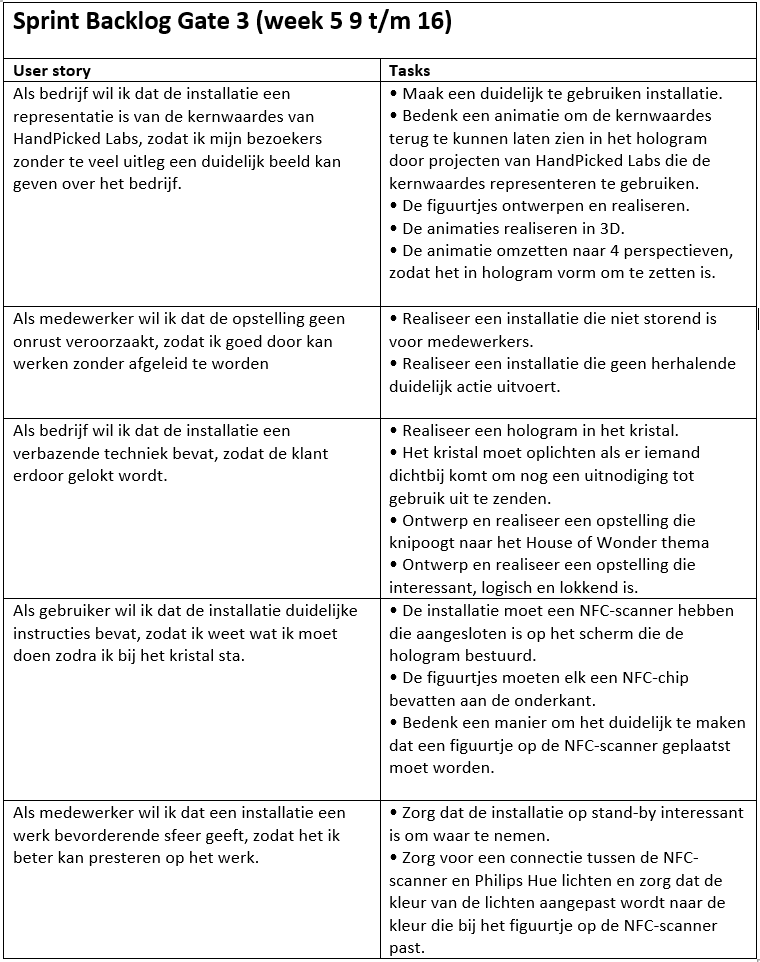 Sprint Backlog Gate 3 (week 5 9 t/m 16)
User story
Tasks
Als bedrijf wil ik dat de installatie een
representatie is van de kernwaardes van
HandPicked Labs, zodat ik mijn bezoekers
zonder te veel uitleg een duidelijk beeld kan
geven over het bedrijf.
• Maak een duidelijk te gebruiken installatie.
• Bedenk een animatie om de kernwaardes
terug te kunnen laten zien in het hologram
door projecten van HandPicked Labs die de
kernwaardes representeren te gebruiken.
• De figuurtjes ontwerpen en realiseren.
• De animaties realiseren in 3D.
• De animatie omzetten naar 4 perspectieven,
zodat het in hologram vorm om te zetten is.
Als medewerker wil ik dat de opstelling geen
onrust veroorzaakt, zodat ik goed door kan
werken zonder afgeleid te worden
• Realiseer een installatie die niet storend is
voor medewerkers.
• Realiseer een installatie die geen herhalende
duidelijk actie uitvoert.
Als bedrijf wil ik dat de installatie een
verbazende techniek bevat, zodat de klant
erdoor gelokt wordt.
• Realiseer een hologram in het kristal.
• Het kristal moet oplichten als er iemand
dichtbij komt om nog een uitnodiging tot
gebruik uit te zenden.
• Ontwerp en realiseer een opstelling die
knipoogt naar het House of Wonder thema
• Ontwerp en realiseer een opstelling die
interessant, logisch en lokkend is.
Als gebruiker wil ik dat de installatie duidelijke
instructies bevat, zodat ik weet wat ik moet
doen zodra ik bij het kristal sta.
• De installatie moet een NFC-scanner hebben
die aangesloten is op het scherm die de
hologram bestuurd.
• De figuurtjes moeten elk een NFC-chip
bevatten aan de onderkant.
• Bedenk een manier om het duidelijk te maken
dat een figuurtje op de NFC-scanner geplaatst
moet worden.
Als medewerker wil ik dat een installatie een
werk bevorderende sfeer geeft, zodat het ik
beter kan presteren op het werk.
• Zorg dat de installatie op stand-by interessant
is om waar te nemen.
• Zorg voor een connectie tussen de NFC-
scanner en Philips Hue lichten en zorg dat de
kleur van de lichten aangepast wordt naar de
kleur die bij het figuurtje op de NFC-scanner
past.